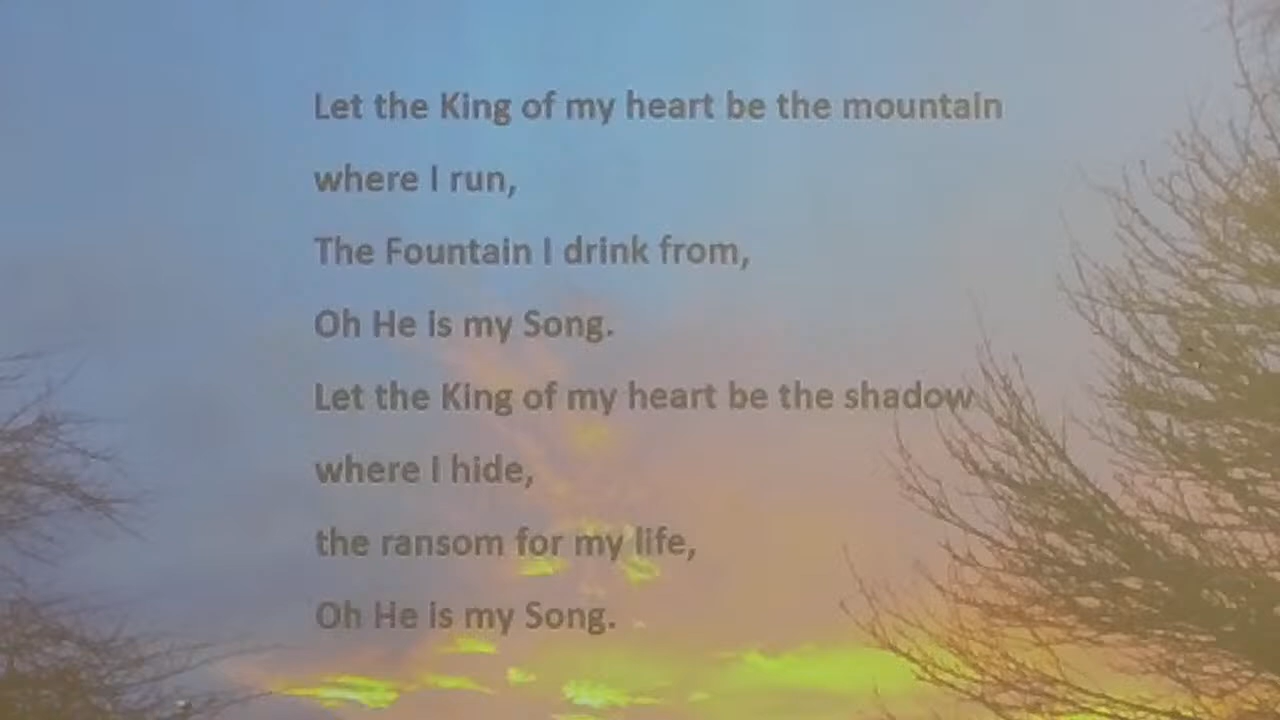 Let the King of my heart be the mountain
where I run,
The Fountain I drink from,
Oh He is my Song.
Let the King of my heart be the shadow
where I hide,
the ransom for my life,
Oh He is my Song.